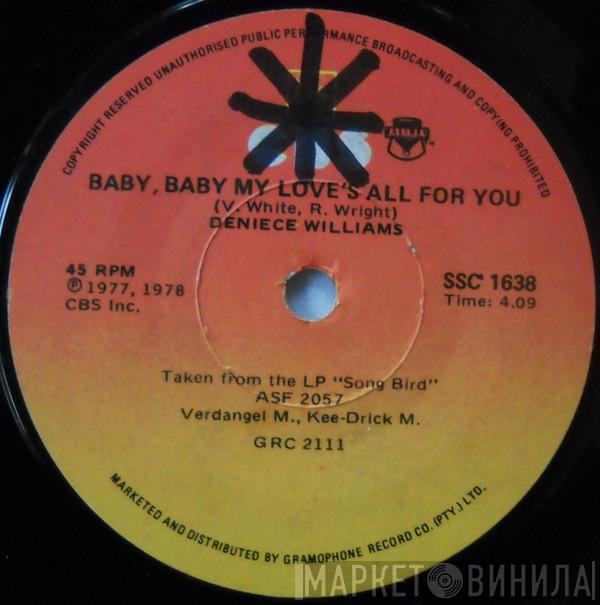 COPYRIGHT RESERVED UNAUTHORISED PUBLIC PERFORMANCE BROADCASTING AND COPYING PROHIBITED
BABY, BABY MY LOVE'S ALL FOR YOU
(V. White, R. Wright)
DENIECE WILLIAMS
45 RPM
℗ 1977, 1978
CBS Inc.
SSC 1638
Time: 4.09
Taken from the LP "Song Bird"
ASF 2057
Verdangel M., Kee-Drick M.
GRC 2111
MARKETED AND DISTRIBUTED BY GRAMOPHONE RECORD CO. (PTY.) LTD.
МАРКЕТ ВИНИЛА